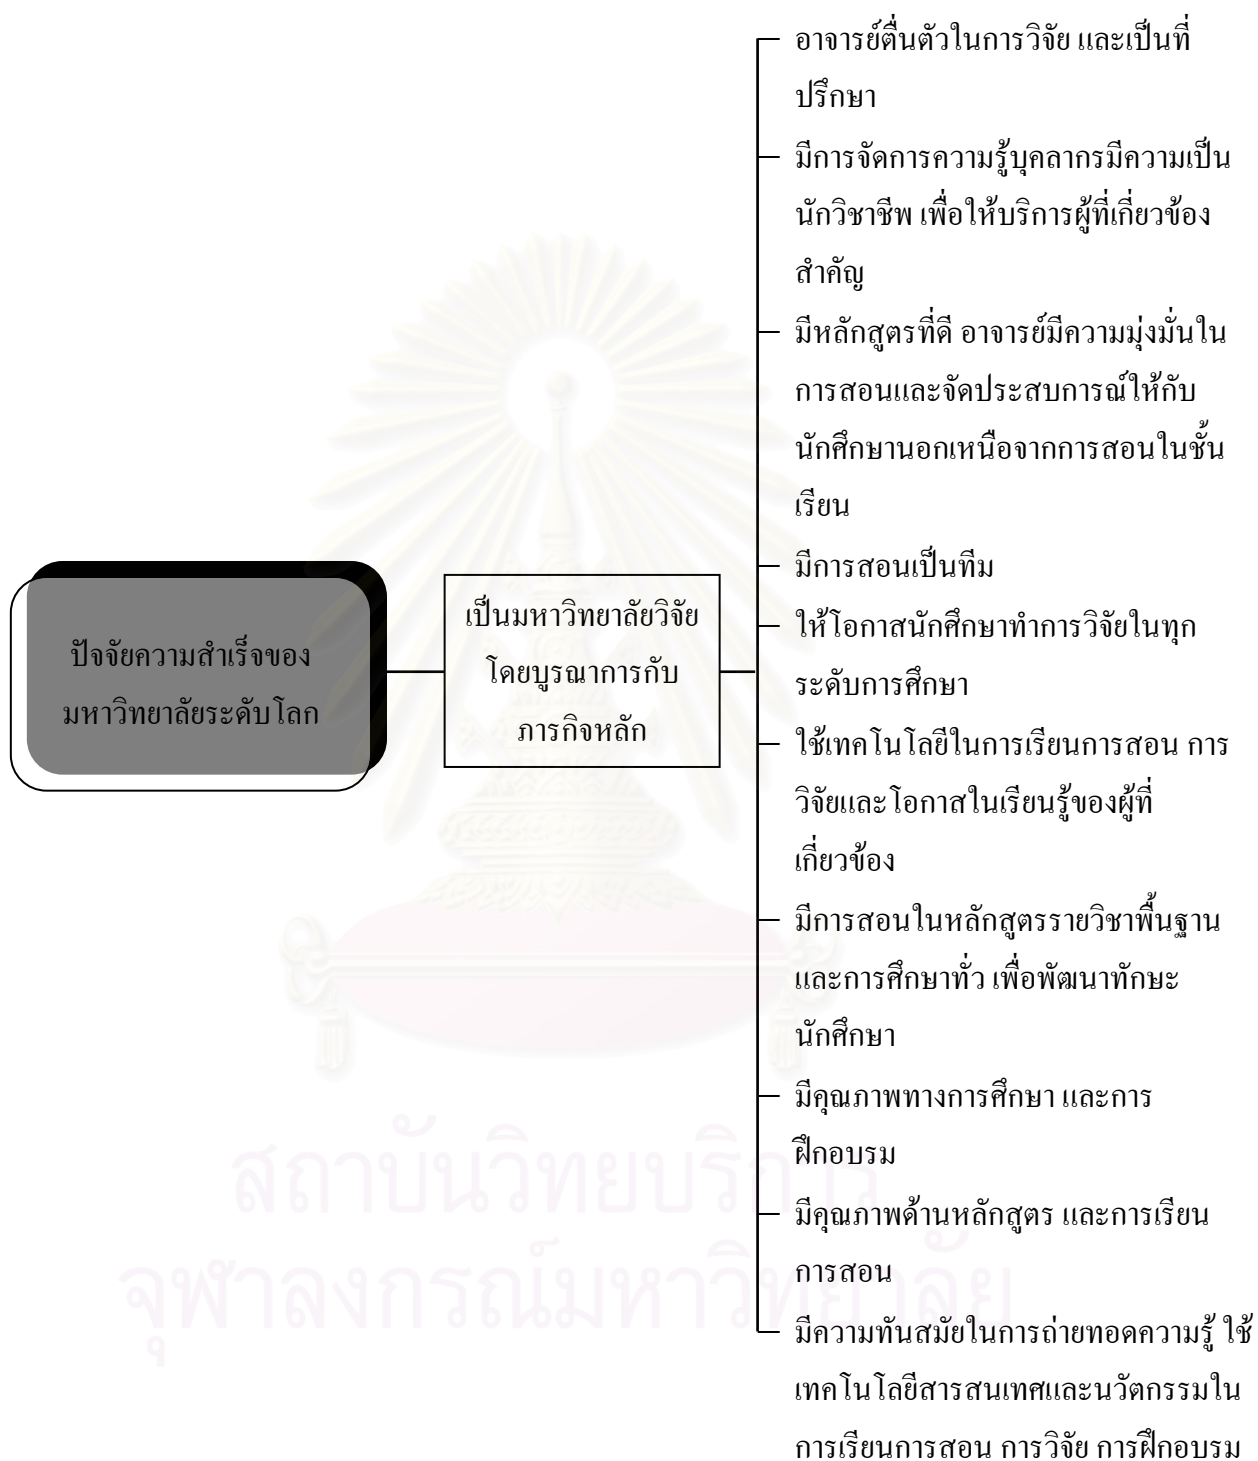 อาจารย์ตื่นตัวในการวิจัย และเป็นที่
ปรึกษา
มีการจัดการความรู้บุคลากรมีความเป็น
นักวิชาชีพ เพื่อให้บริการผู้ที่เกี่ยวข้อง
สำคัญ
มีหลักสูตรที่ดี อาจารย์มีความมุ่งมั่นใน
การสอนและจัดประสบการณ์ให้กับ
นักศึกษานอกเหนือจากการสอนในชั้น
เรียน
ปัจจัยความสำเร็จของ
มหาวิทยาลัยระดับโลก
เป็นมหาวิทยาลัยวิจัย
โดยบูรณาการกับ
ภารกิจหลัก
มีการสอนเป็นทีม
ให้โอกาสนักศึกษาทำการวิจัยในทุก
ระดับการศึกษา
ใช้เทคโนโลยีในการเรียนการสอน การ
วิจัยและโอกาสในเรียนรู้ของผู้ที่
เกี่ยวข้อง
มีการสอนในหลักสูตรรายวิชาพื้นฐาน
และการศึกษาทั่ว เพื่อพัฒนาทักษะ
นักศึกษา
มีคุณภาพทางการศึกษา และการ
ฝึกอบรม
มีคุณภาพด้านหลักสูตร และการเรียน
การสอน
มีความทันสมัยในการถ่ายทอดความรู้ ใช้
เทคโนโลยีสารสนเทศและนวัตกรรมใน
การเรียนการสอน การวิจัย การฝึกอบรม
สถาบันวิทยบริการ
จุฬาลงกรณ์มหาวิทยาลัย